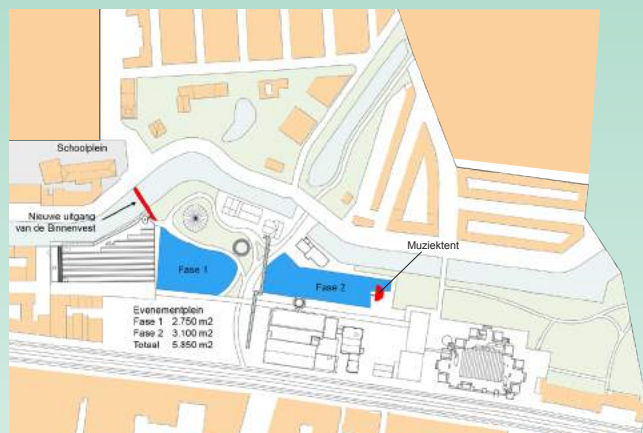 Schoolplein
Nieuwe uitgang
van de Binnenvest
Muziektent
Fase 1
Fase 2
Evenementplein
Fase 1 2.750 m2
Fase 2 3.100 m2
Totaal 5.850 m2